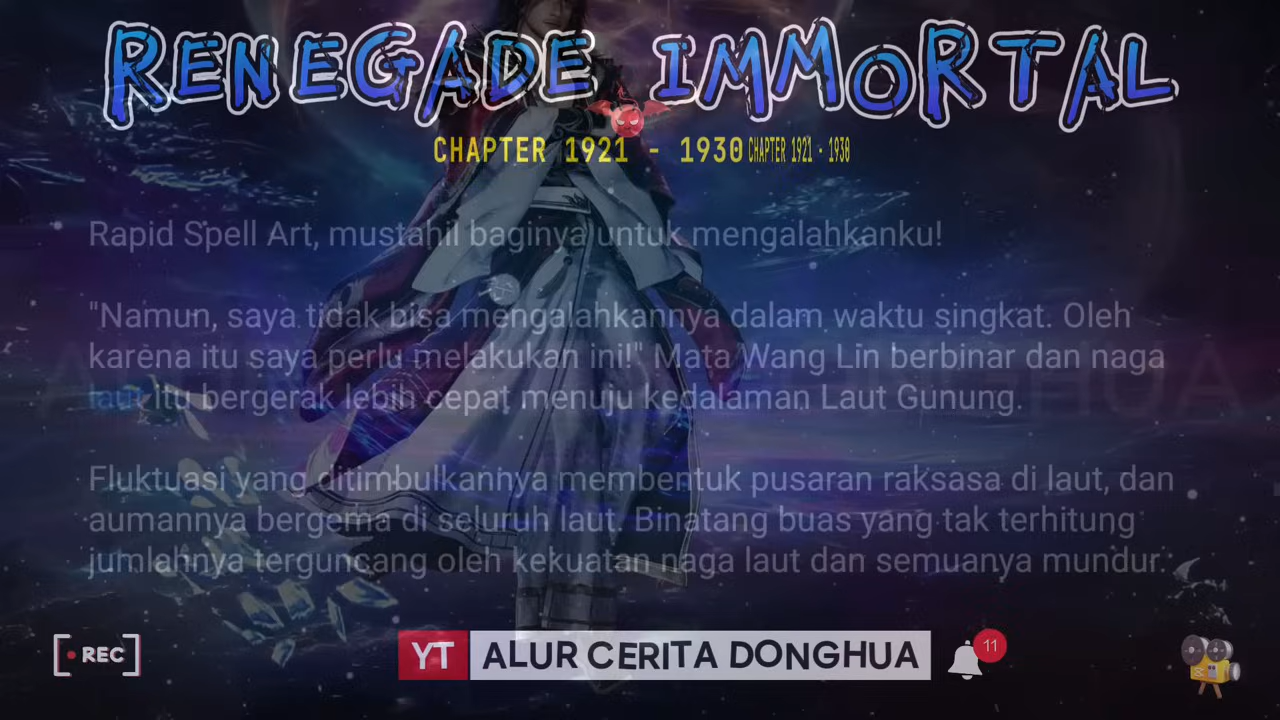 RENEGADE IMMORTAL
CHAPTER 1921 - 1930 CHAPTER 1921 - 1930
Rapid Spell Art, mustahil baginya untuk mengalahkanku!
"Namun, saya tidak bisa mengalahkannya dalam waktu singkat. Oleh
karena itu saya perlu melakukan ini!" Mata Wang Lin berbinar dan naga
laut itu bergerak lebih cepat menuju kedalaman Laut Gunung.
Fluktuasi yang ditimbulkannya membentuk pusaran raksasa di laut, dan
aumannya bergema di seluruh laut. Binatang buas yang tak terhitung
jumlahnya terguncang oleh kekuatan naga laut dan semuanya mundur.
REC
YT ALUR CERITA DONGHUA
11